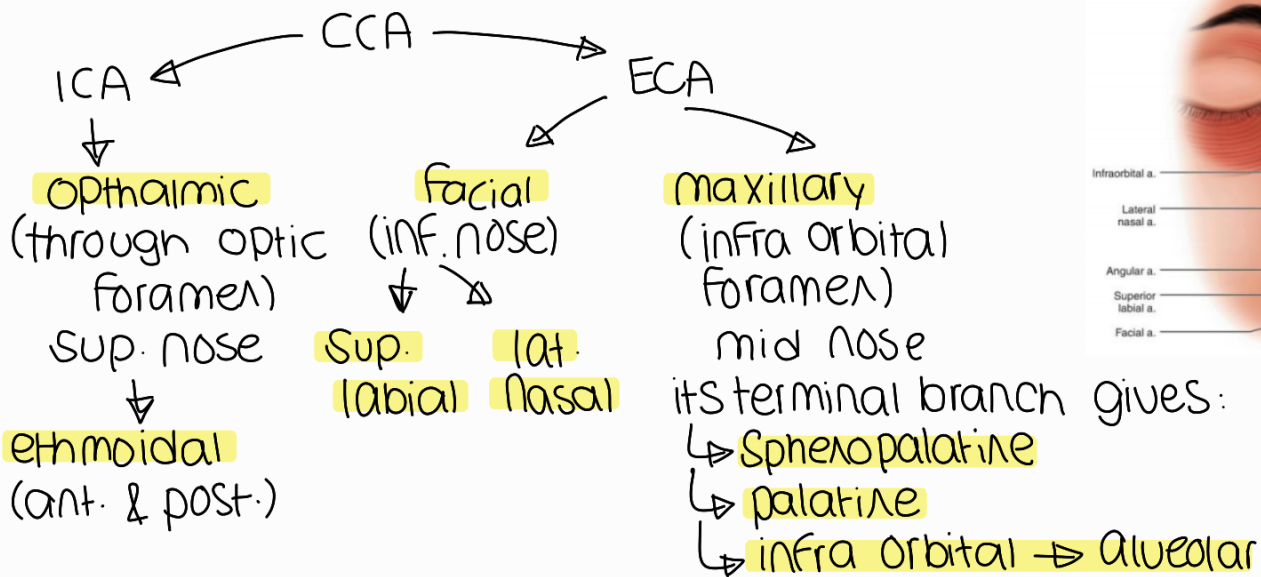 CCA
ICA
ECA
opthalmic
(through optic
foramen)
sup. nose
ethmoidal
(ant. & post.)
facial
(inf. nose)
sup.
labial
lat.
nasal
maxillary
(infra orbital
foramen)
mid nose
its terminal branch gives:
sphenopalatine
palatine
infra orbital → alveolar
Infraorbital a.
Lateral
nasal a.
Angular a.
Superior
labial a.
Facial a.